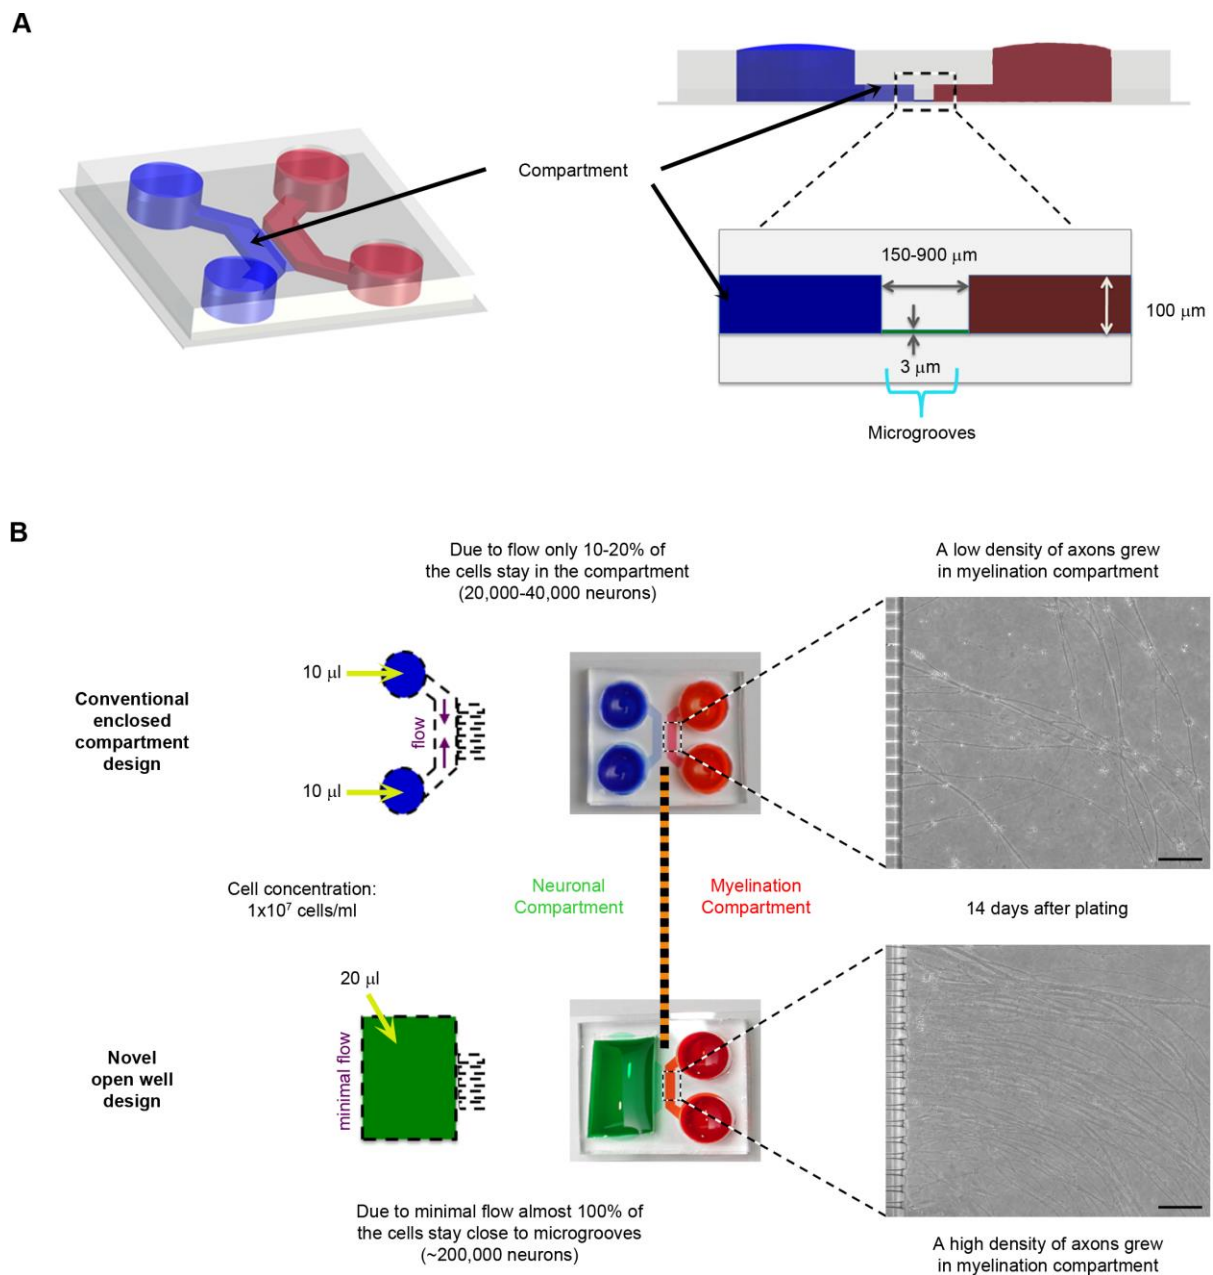 A
Compartment
150-900 μm
100 μm
3 μm
Microgrooves
B
Due to flow only 10-20% of
the cells stay in the compartment
(20,000-40,000 neurons)
A low density of axons grew
in myelination compartment
10 μl
Conventional
enclosed
compartment
design
flow
10 μl
Cell concentration:
1x10⁷ cells/ml
Neuronal
Compartment
Myelination
Compartment
14 days after plating
20 μl
Novel
open well
design
minimal flow
Due to minimal flow almost 100% of
the cells stay close to microgrooves
(~200,000 neurons)
A high density of axons grew
in myelination compartment